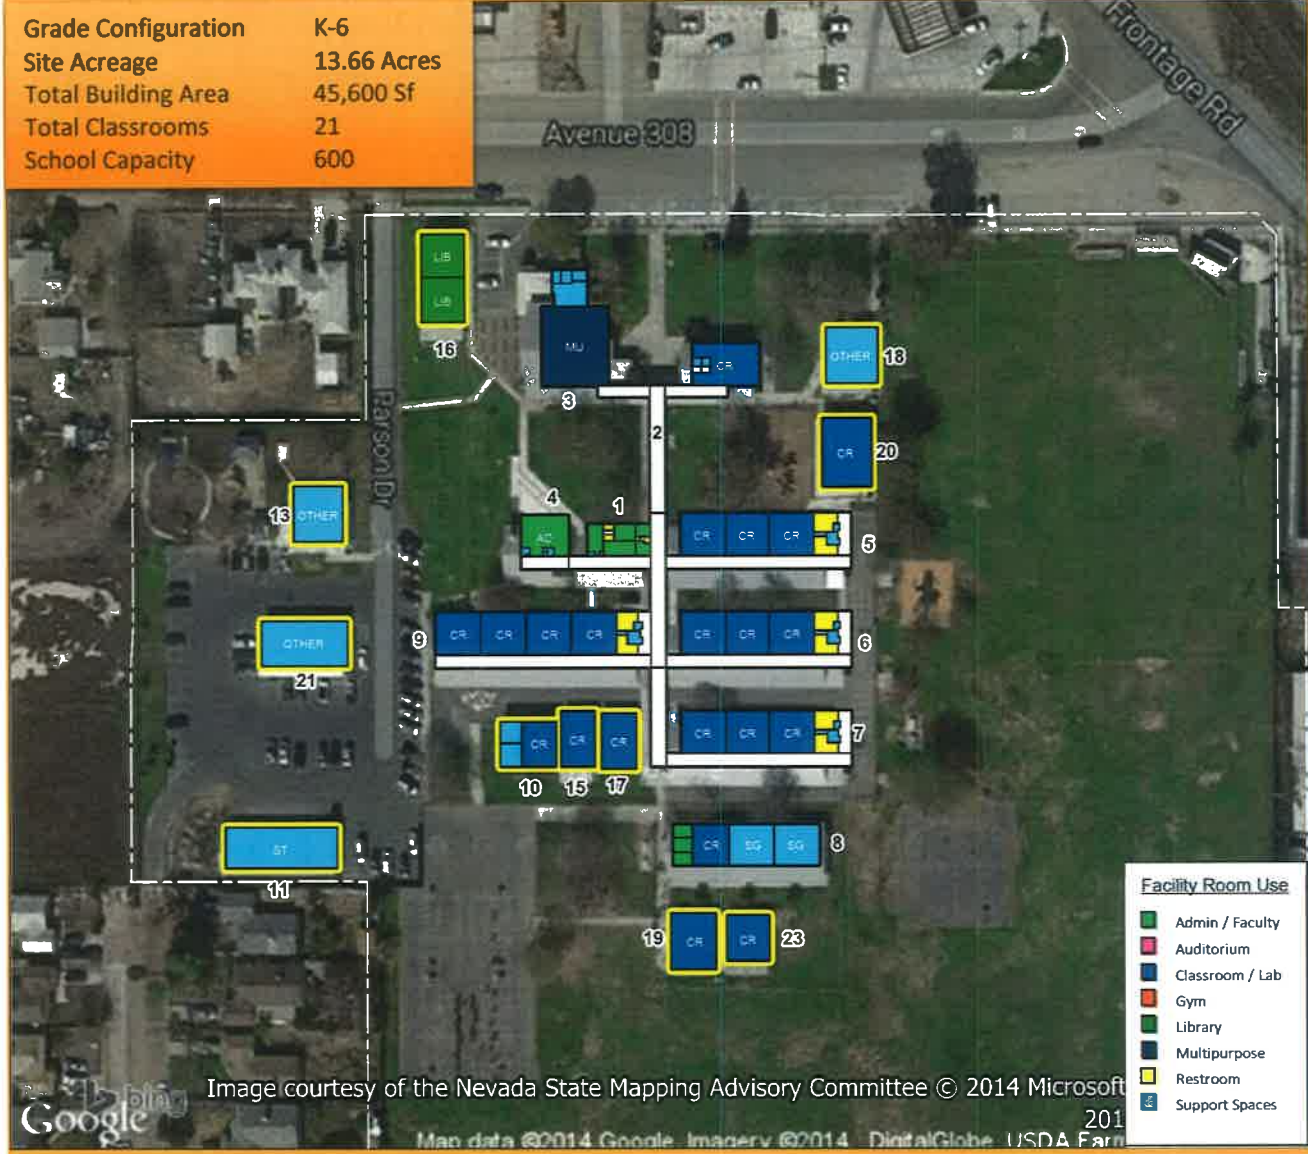 Grade Configuration K-6
Site Acreage 13.66 Acres
Total Building Area 45,600 Sf
Total Classrooms 21
School Capacity 600
Frontage Rd
Avenue 308
LIB
LIB
16
MU
3
CR
OTHER 18
2
CR 20
Parson Dr
13 OTHER
4
1
AC
CR CR CR 5
OTHER
21
9 CR CR CR CR
CR CR CR 6
CR CR CR
10 15 17
CR CR CR 7
ST
11
CR SG SG 8
19 CR CR 23
Facility Room Use
Admin / Faculty
Auditorium
Classroom / Lab
Gym
Library
Multipurpose
Restroom
Support Spaces
Image courtesy of the Nevada State Mapping Advisory Committee © 2014 Microsoft
201
bing
Google
Map data ©2014 Google Imagery ©2014 DigitalGlobe USDA Farm